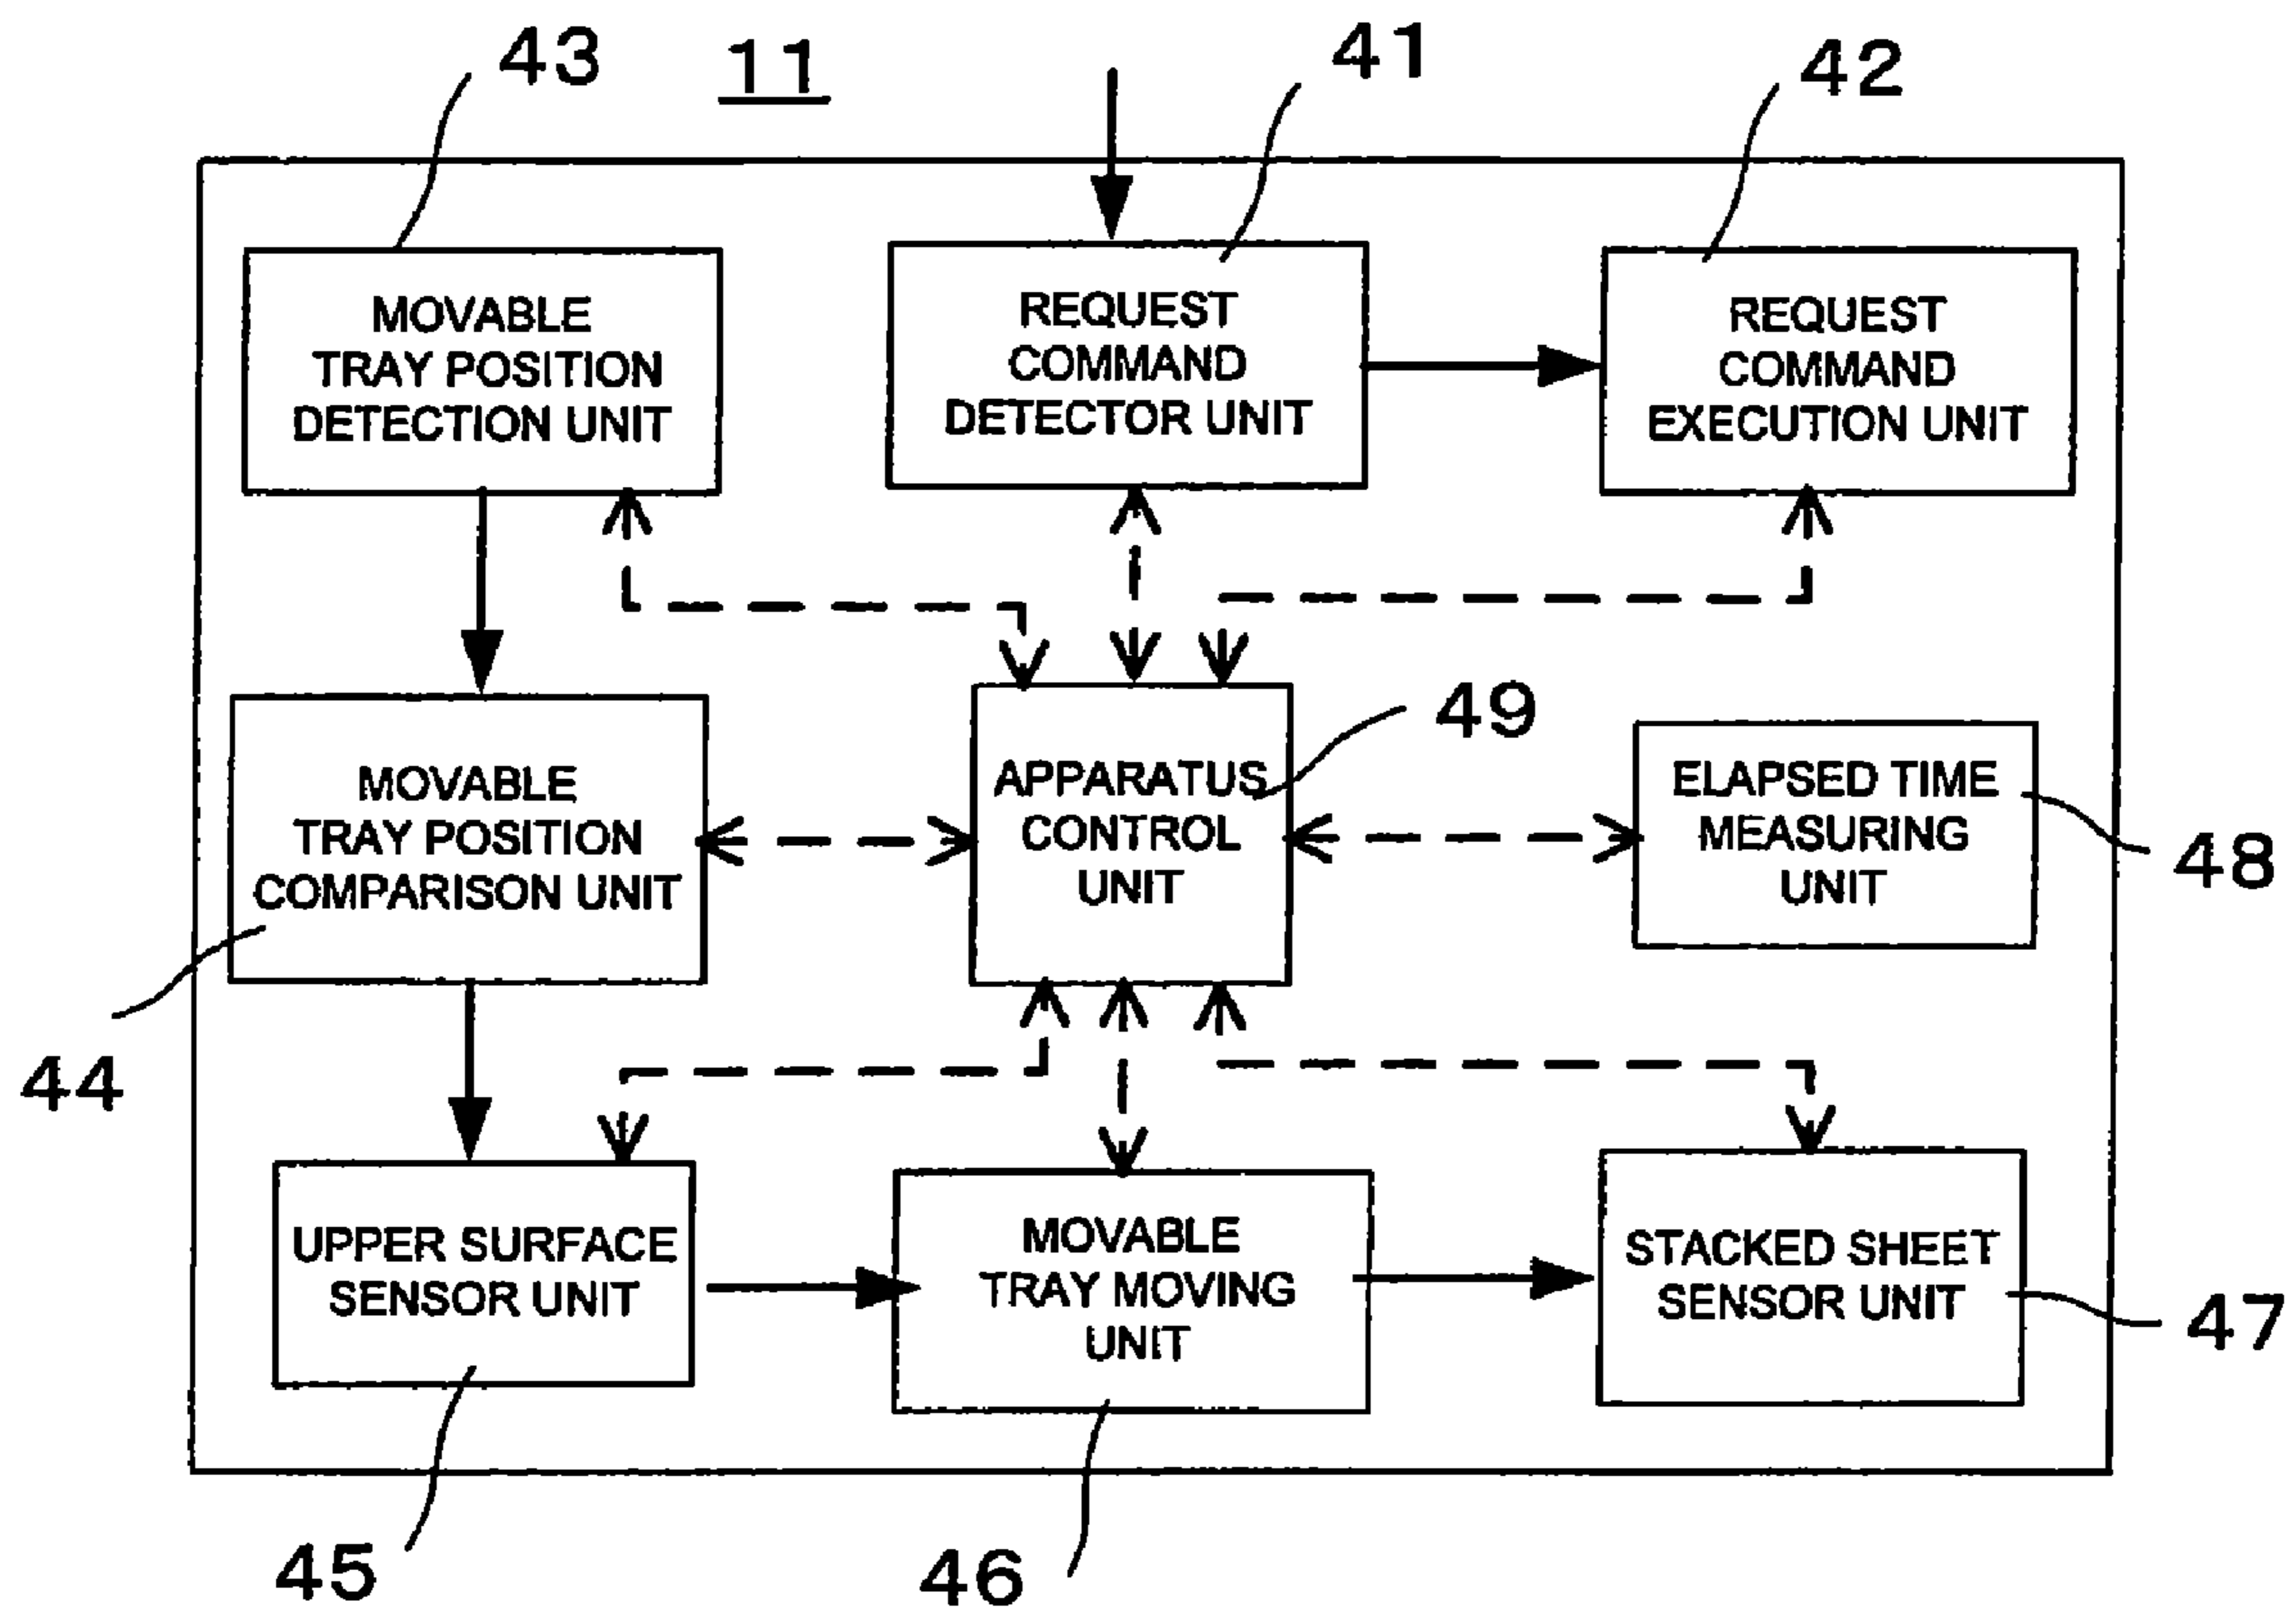 43
11
41
42
MOVABLE
TRAY POSITION
DETECTION UNIT
REQUEST
COMMAND
DETECTOR UNIT
REQUEST
COMMAND
EXECUTION UNIT
MOVABLE
TRAY POSITION
COMPARISON UNIT
44
APPARATUS
CONTROL
UNIT
49
ELAPSED TIME
MEASURING
UNIT
48
UPPER SURFACE
SENSOR UNIT
45
MOVABLE
TRAY MOVING
UNIT
46
STACKED SHEET
SENSOR UNIT
47